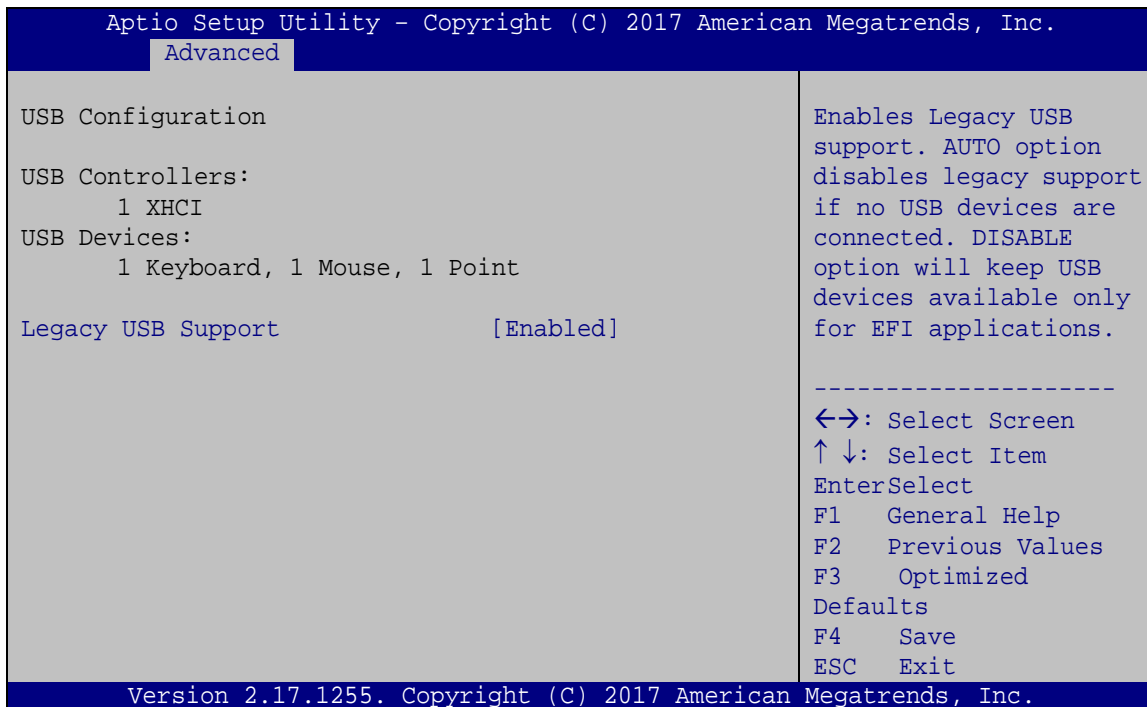 Aptio Setup Utility – Copyright (C) 2017 American Megatrends, Inc.
Advanced
USB Configuration
USB Controllers:
1 XHCI
USB Devices:
1 Keyboard, 1 Mouse, 1 Point
Legacy USB Support [Enabled]
Enables Legacy USB
support. AUTO option
disables legacy support
if no USB devices are
connected. DISABLE
option will keep USB
devices available only
for EFI applications.
---------------------
←→: Select Screen
↑ ↓: Select Item
EnterSelect
F1 General Help
F2 Previous Values
F3 Optimized
Defaults
F4 Save
ESC Exit
Version 2.17.1255. Copyright (C) 2017 American Megatrends, Inc.